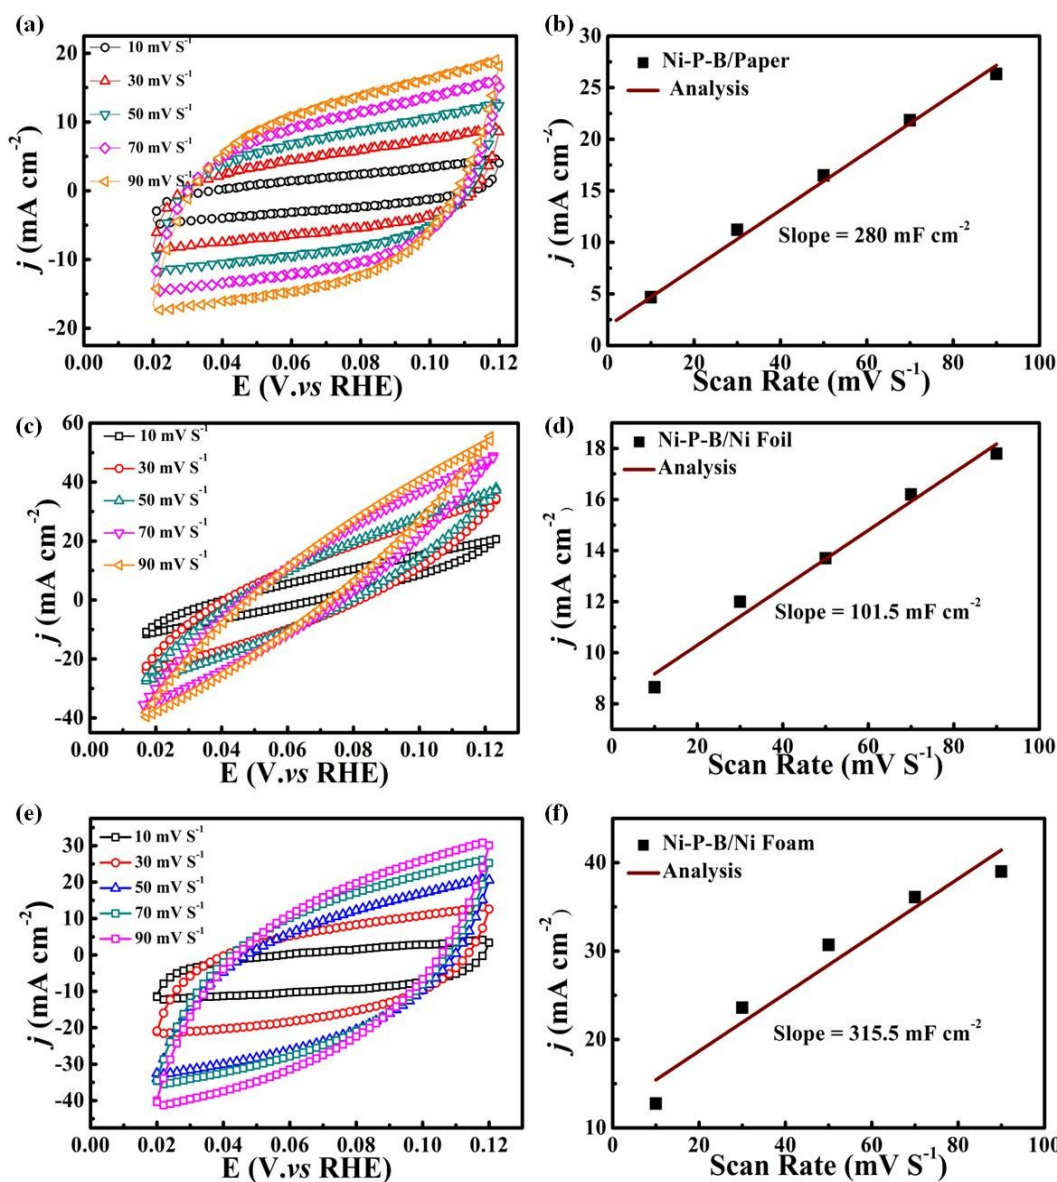 (a)
20
10
0
-10
-20
j (mA cm-2)
10 mV S-1
30 mV S-1
50 mV S-1
70 mV S-1
90 mV S-1
0.00 0.02 0.04 0.06 0.08 0.10 0.12
E (V.vs RHE)
(b)
30
25
20
15
10
5
0
j (mA cm-2)
Ni-P-B/Paper
Analysis
Slope = 280 mF cm-2
0 20 40 60 80 100
Scan Rate (mV S-1)
(c)
60
40
20
0
-20
-40
j (mA cm-2)
10 mV S-1
30 mV S-1
50 mV S-1
70 mV S-1
90 mV S-1
0.00 0.02 0.04 0.06 0.08 0.10 0.12
E (V.vs RHE)
(d)
18
16
14
12
10
8
j (mA cm-2)
Ni-P-B/Ni Foil
Analysis
Slope = 101.5 mF cm-2
0 20 40 60 80 100
Scan Rate (mV S-1)
(e)
30
20
10
0
-10
-20
-30
-40
j (mA cm-2)
10 mV S-1
30 mV S-1
50 mV S-1
70 mV S-1
90 mV S-1
0.00 0.02 0.04 0.06 0.08 0.10 0.12
E (V.vs RHE)
(f)
40
30
20
10
j (mA cm-2)
Ni-P-B/Ni Foam
Analysis
Slope = 315.5 mF cm-2
0 20 40 60 80 100
Scan Rate (mV S-1)